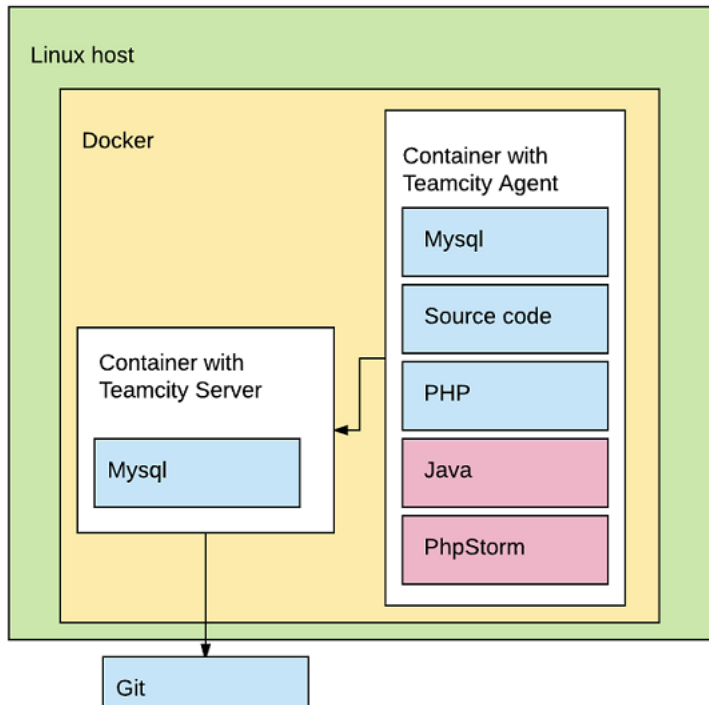 Linux host
Docker
Container with
Teamcity Agent
Mysql
Source code
PHP
Java
PhpStorm
Container with
Teamcity Server
Mysql
Git